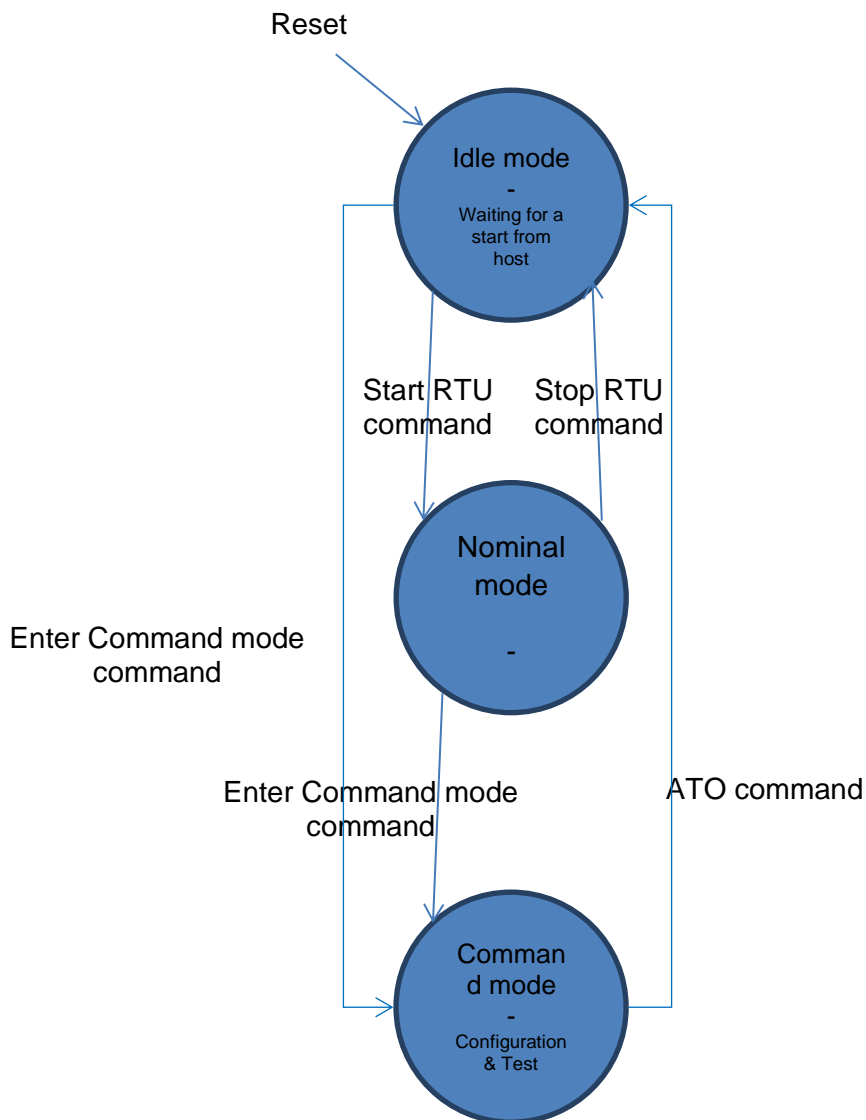 Reset
Idle mode
-
Waiting for a
start from
host
Start RTU
command
Stop RTU
command
Nominal
mode
-
Enter Command mode
command
Enter Command mode
command
ATO command
Comman
d mode
-
Configuration
& Test